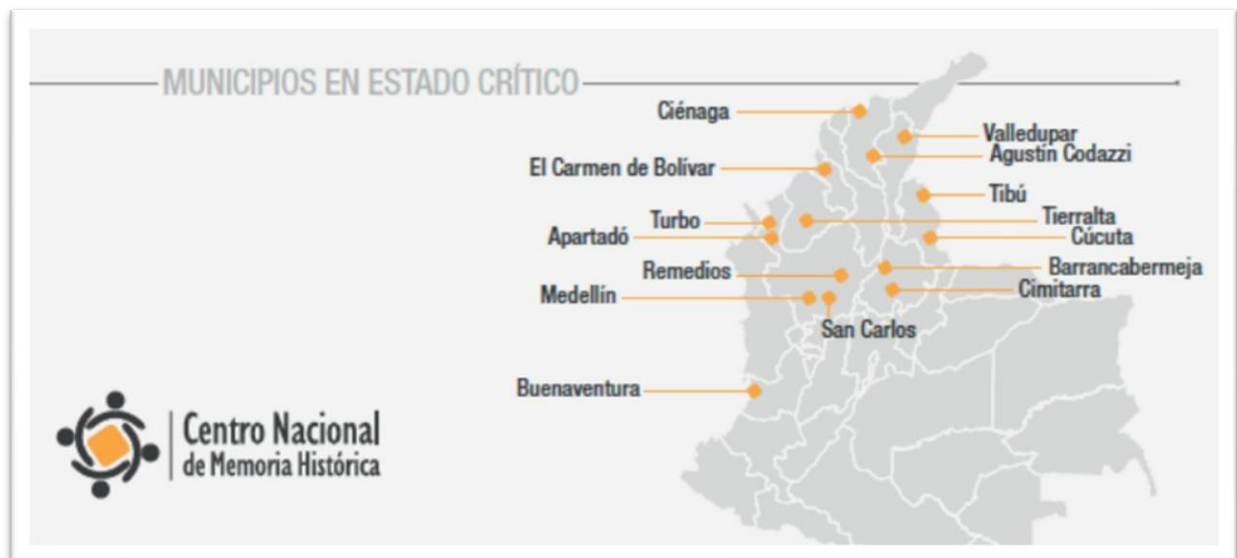 MUNICIPIOS EN ESTADO CRÍTICO
Ciénaga
Valledupar
Agustín Codazzi
El Carmen de Bolívar
Tibú
Turbo
Tierralta
Apartadó
Cúcuta
Remedios
Barrancabermeja
Medellín
Cimitarra
San Carlos
Buenaventura
Centro Nacional
de Memoria Histórica